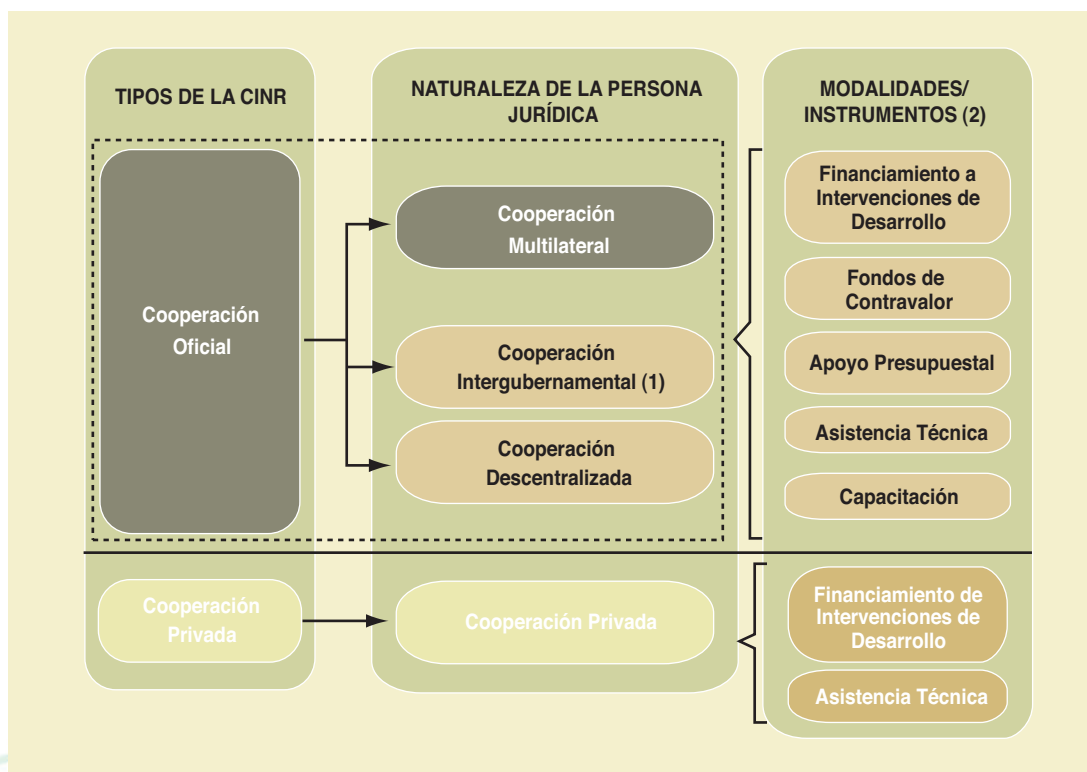 TIPOS DE LA CINR
NATURALEZA DE LA PERSONA
JURÍDICA
MODALIDADES/
INSTRUMENTOS (2)
Cooperación
Oficial
Cooperación
Multilateral
Cooperación
Intergubernamental (1)
Cooperación
Descentralizada
Financiamiento a
Intervenciones de
Desarrollo
Fondos de
Contravalor
Apoyo Presupuestal
Asistencia Técnica
Capacitación
Cooperación
Privada
Cooperación Privada
Financiamiento de
Intervenciones de
Desarrollo
Asistencia Técnica